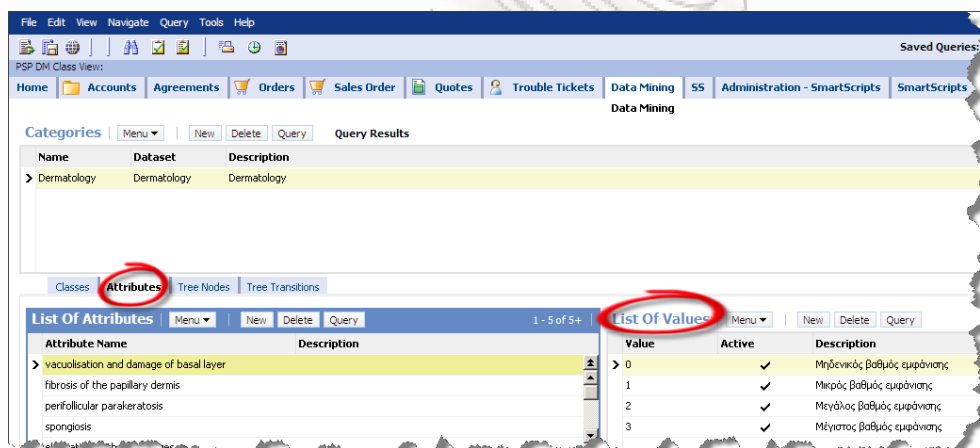 File Edit View Navigate Query Tools Help
Saved Queries:
PSP DM Class View:
Home Accounts Agreements Orders Sales Order Quotes Trouble Tickets Data Mining SS Administration - SmartScripts SmartScripts
Data Mining
Categories Menu New Delete Query Query Results
Name Dataset Description
Dermatology Dermatology Dermatology
Classes Attributes Tree Nodes Tree Transitions
List Of Attributes Menu New Delete Query 1 - 5 of 5+ List Of Values Menu New Delete Query
Attribute Name Description Value Active Description
vacuolisation and damage of basal layer 0 Μηδενικός βαθμός εμφάνισης
fibrosis of the papillary dermis 1 Μικρός βαθμός εμφάνισης
perifollicular parakeratosis 2 Μεγάλος βαθμός εμφάνισης
spongiosis 3 Μέγιστος βαθμός εμφάνισης